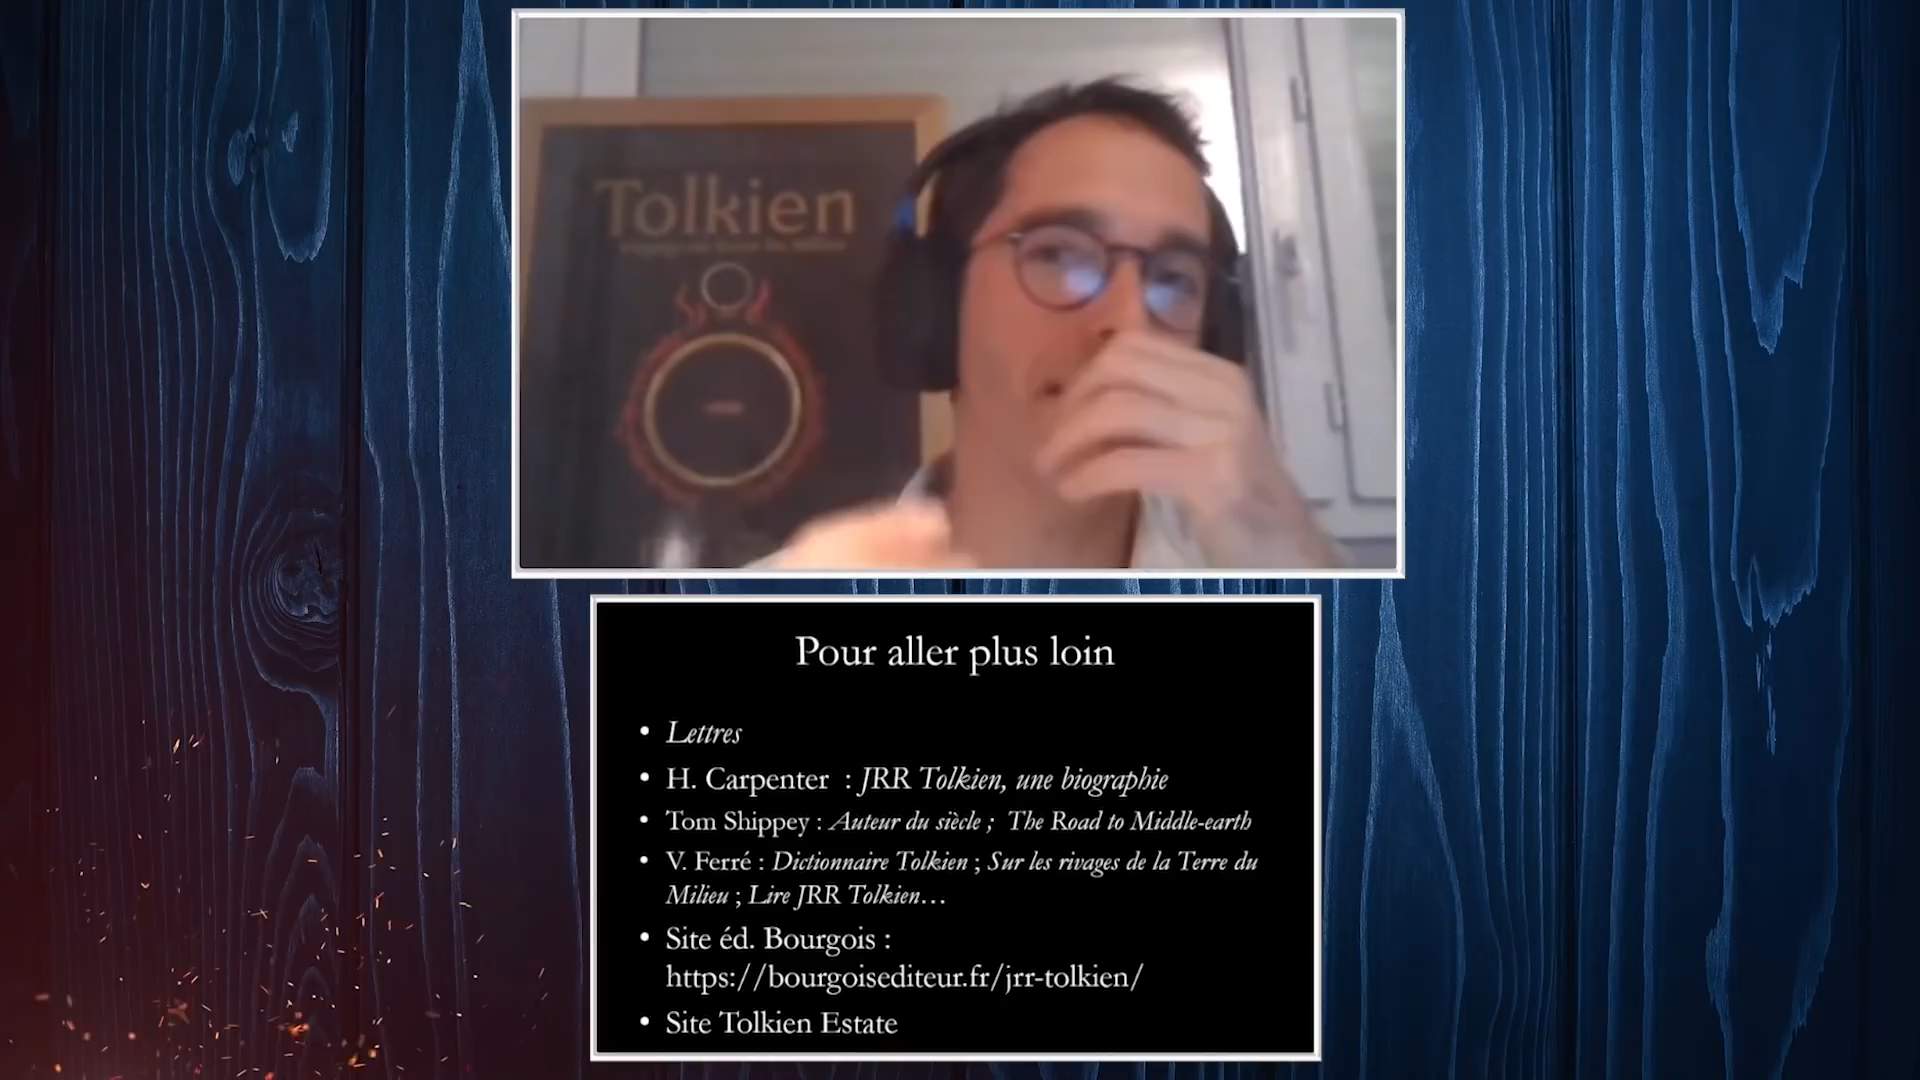 Tolkien
Pour aller plus loin
• Lettres
• H. Carpenter : JRR Tolkien, une biographie
• Tom Shippey : Auteur du siècle ; The Road to Middle-earth
• V. Ferré : Dictionnaire Tolkien ; Sur les rivages de la Terre du
Milieu ; Lire JRR Tolkien…
• Site éd. Bourgois :
https://bourgoisediteur.fr/jrr-tolkien/
• Site Tolkien Estate